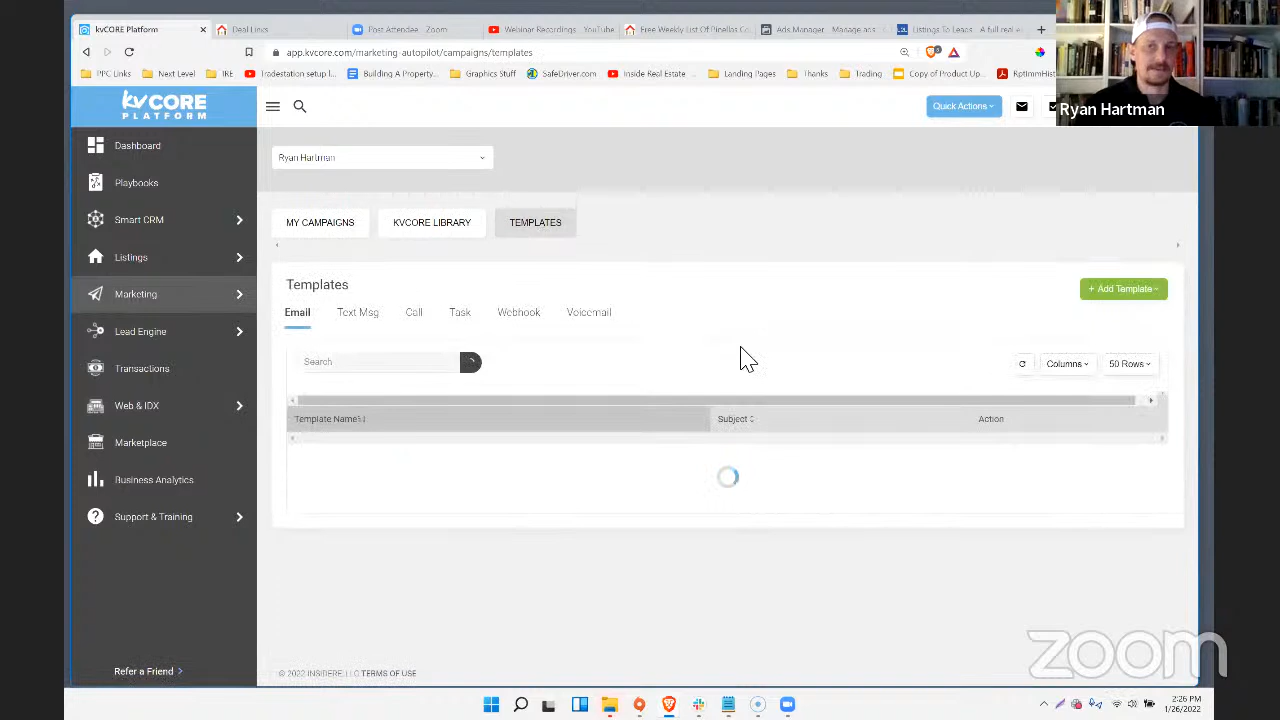 kvCORE Platform
Deal Lincs
Post Attendee - Zoom
Webinar Recordings - YouTube
Free Weekly List Of Pinellas Co
Ads Manager - Manage ads
Listings To Leads - A full real e
app.kvcore.com/marketing-autopilot/campaigns/templates
PPC Links
Next Level
IRE
Tradestation setup I...
Building A Property...
Graphics Stuff
SafeDriver.com
Inside Real Estate ...
Landing Pages
Thanks
Trading
Copy of Product Up...
RptImmHist
Ryan Hartman
kvCORE
PLATFORM
Quick Actions
Dashboard
Playbooks
Smart CRM
Listings
Marketing
Lead Engine
Transactions
Web & IDX
Marketplace
Business Analytics
Support & Training
Refer a Friend
Ryan Hartman
MY CAMPAIGNS
KVCORE LIBRARY
TEMPLATES
Templates
+ Add Template
Email
Text Msg
Call
Task
Webhook
Voicemail
Search
Columns
50 Rows
Template Name
Subject
Action
© 2022 INSIDERE, LLC TERMS OF USE
zoom
2:26 PM
1/26/2022